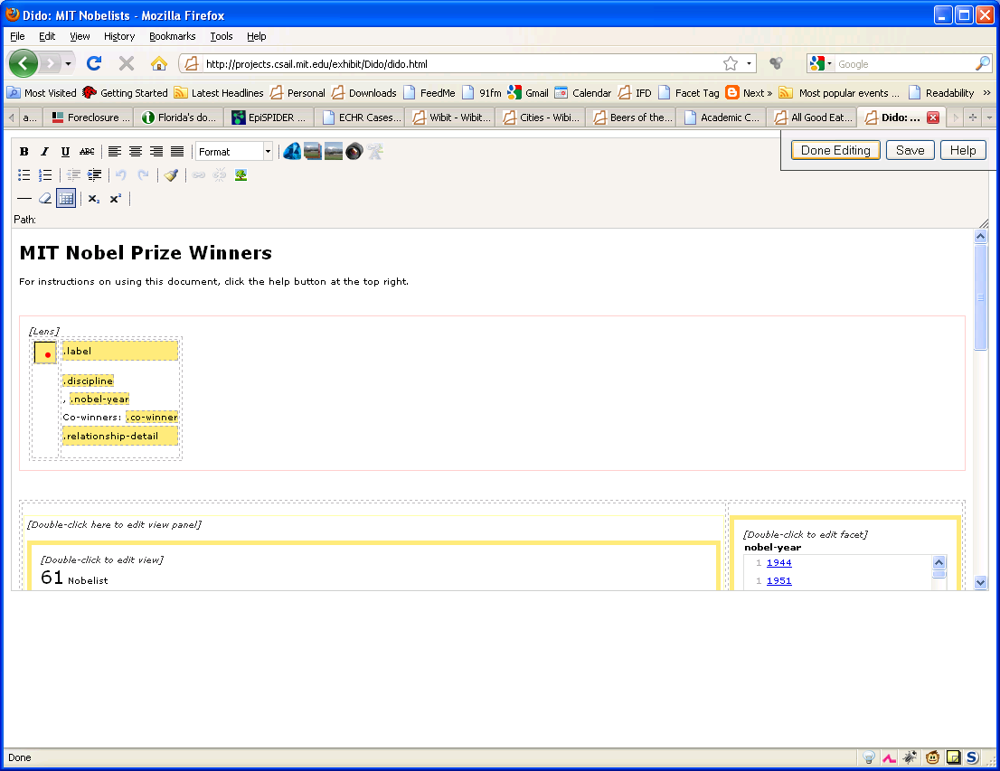 Dido: MIT Nobelists - Mozilla Firefox
File Edit View History Bookmarks Tools Help
http://projects.csail.mit.edu/exhibit/Dido/dido.html
Google
Most Visited Getting Started Latest Headlines Personal Downloads FeedMe 91fm Gmail Calendar IFD Facet Tag Next » Most popular events ... Readability »
a... Foreclosure ... Florida's do... EpiSPIDER ... ECHR Cases... Wibit - Wibit... Cities - Wibi... Beers of the... Academic C... All Good Eat... Dido: ...
B I U ABC Format
Done Editing Save Help
x₂ x²
Path:
MIT Nobel Prize Winners
For instructions on using this document, click the help button at the top right.
[Lens]
.label
.discipline
, .nobel-year
Co-winners: .co-winner
.relationship-detail
[Double-click here to edit view panel]
[Double-click to edit view]
61 Nobelist
[Double-click to edit facet]
nobel-year
1 1944
1 1951
Done
S